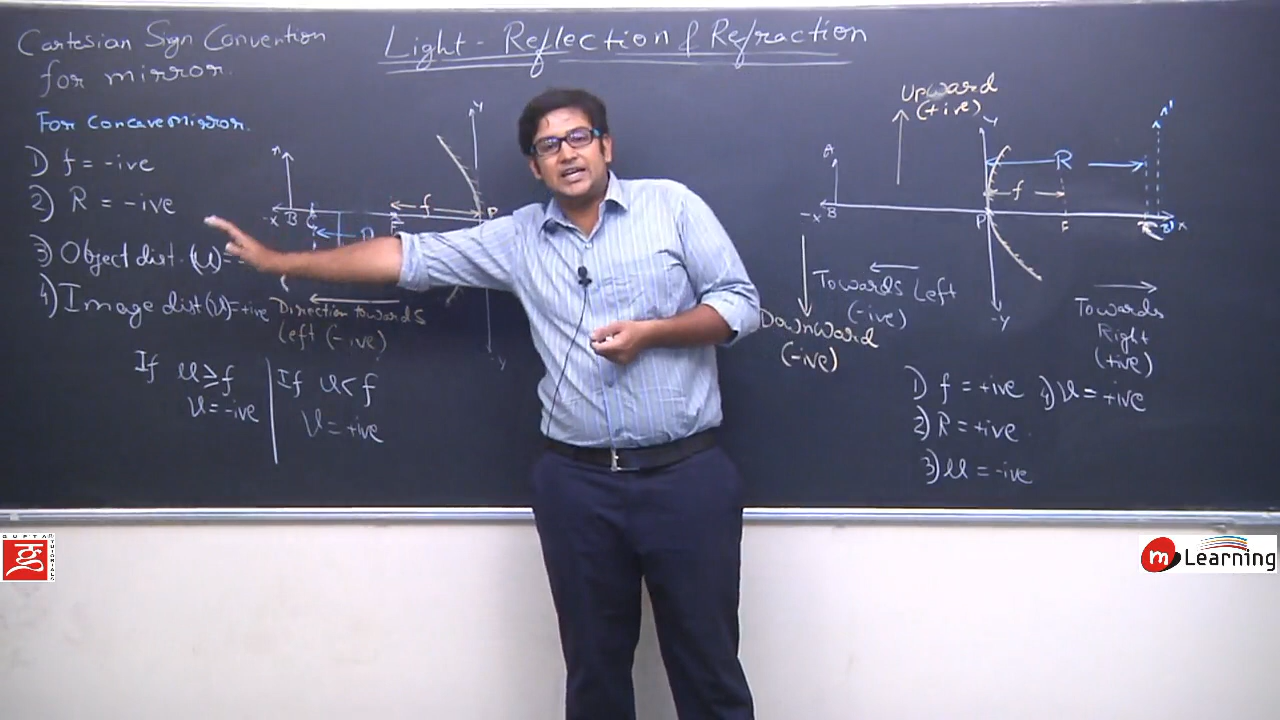 Cartesian Sign Convention
for mirror.
Light - Reflection & Refraction
For Concave Mirror.
1) f = -ive
2) R = -ive
3) Object dist. (u) =
4) Image dist (v) = +ive
If u ≥ f
v = -ive
If u < f
v = +ive
Y
-X B C F P
f
R
Direction towards
left (-ive)
-Y
Upward
(+ive)
Y
A
R
f
-X B P F X
-Y
Towards Left
(-ive)
Downward
(-ive)
Towards
Right
(+ive)
1) f = +ive
2) R = +ive
3) u = -ive
4) v = +ive
GUPTA
TUTORIALS
m Learning